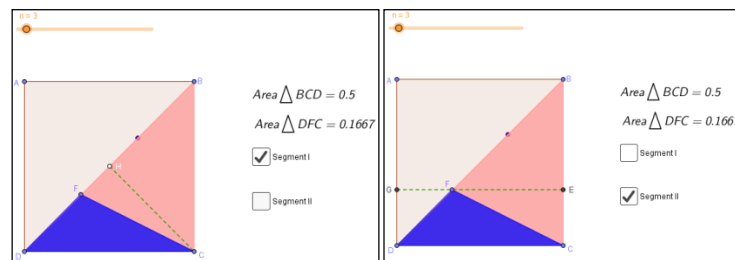 n = 3
A
B
Area △ BCD = 0.5
Area △ DFC = 0.1667
Segment I
H
F
Segment II
D
C
n = 3
A
B
Area △ BCD = 0.5
Area △ DFC = 0.166
Segment I
G
F
E
Segment II
D
C